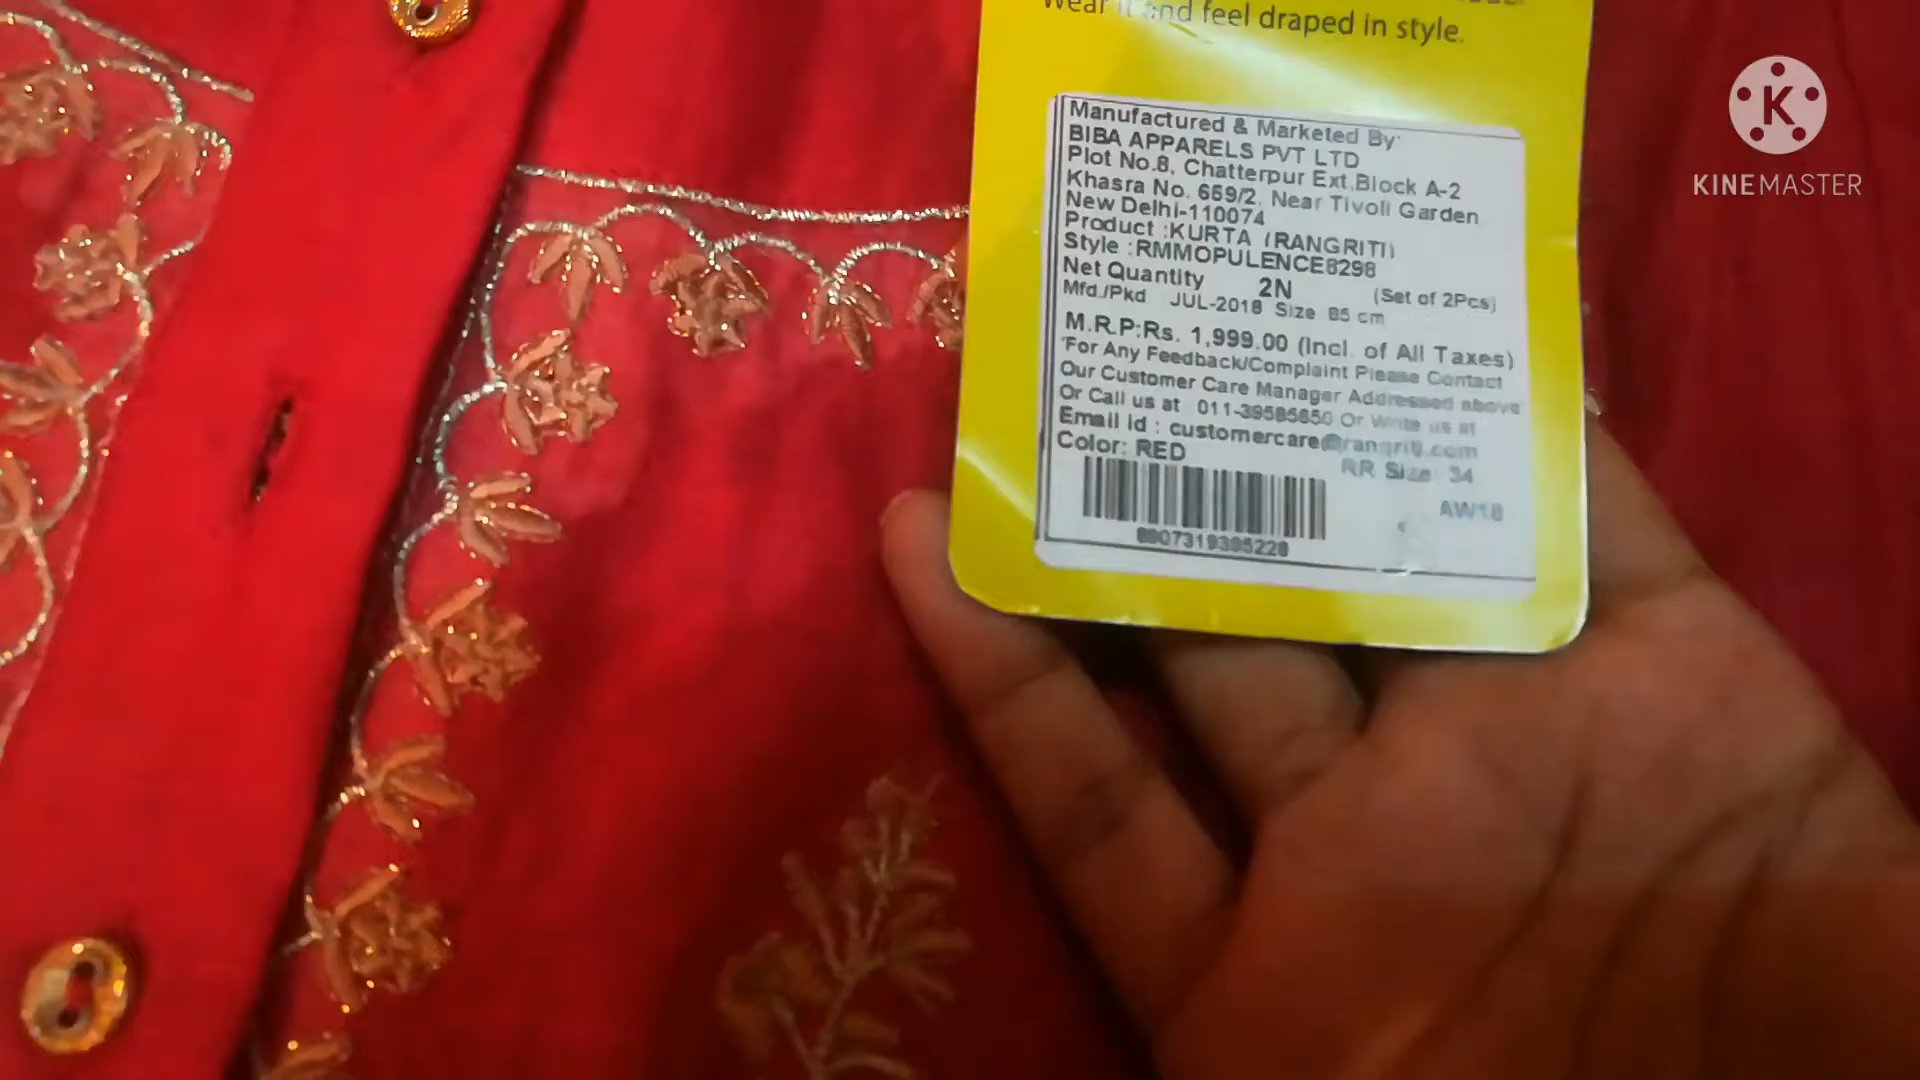 Wear it and feel draped in style.
Manufactured & Marketed By:
BIBA APPARELS PVT LTD
Plot No.8, Chatterpur Ext,Block A-2
Khasra No. 659/2, Near Tivoli Garden
New Delhi-110074
Product :KURTA (RANGRITI)
Style :RMMOPULENCE8298
Net Quantity 2N (Set of 2Pcs)
Mfd./Pkd JUL-2018 Size 85 cm
M.R.P:Rs. 1,999.00 (Incl. of All Taxes)
*For Any Feedback/Complaint Please Contact
Our Customer Care Manager Addressed above
Or Call us at 011-39585850 Or Write us at
Email id : customercare@rangriti.com
Color: RED
RR Size: 34
AW18
KINEMASTER